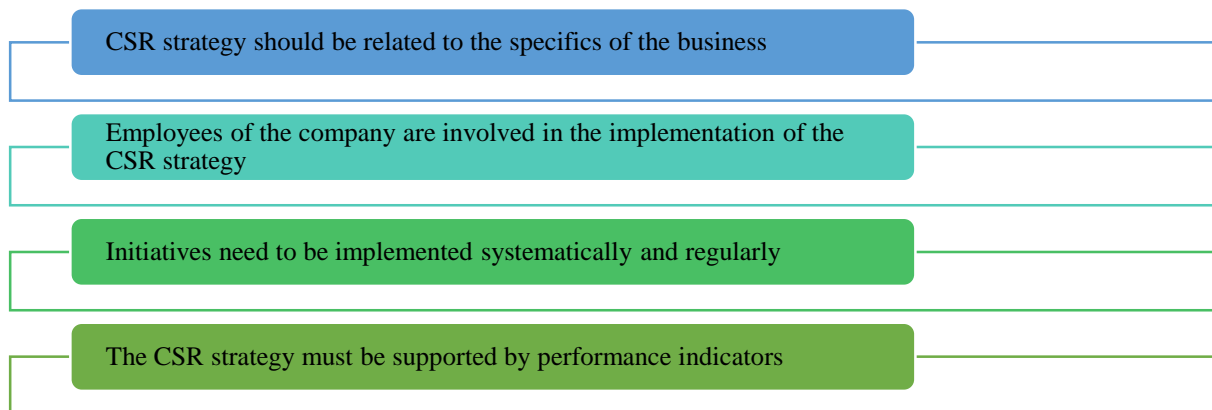 CSR strategy should be related to the specifics of the business
Employees of the company are involved in the implementation of the
CSR strategy
Initiatives need to be implemented systematically and regularly
The CSR strategy must be supported by performance indicators